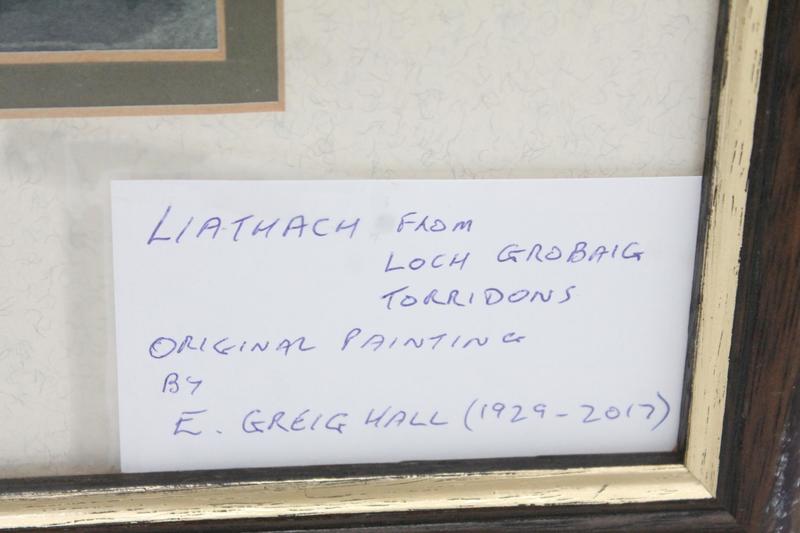 LIATHACH FROM
LOCH GROBAIG
TORRIDONS
ORIGINAL PAINTING
BY
E. GREIG HALL (1929-2017)